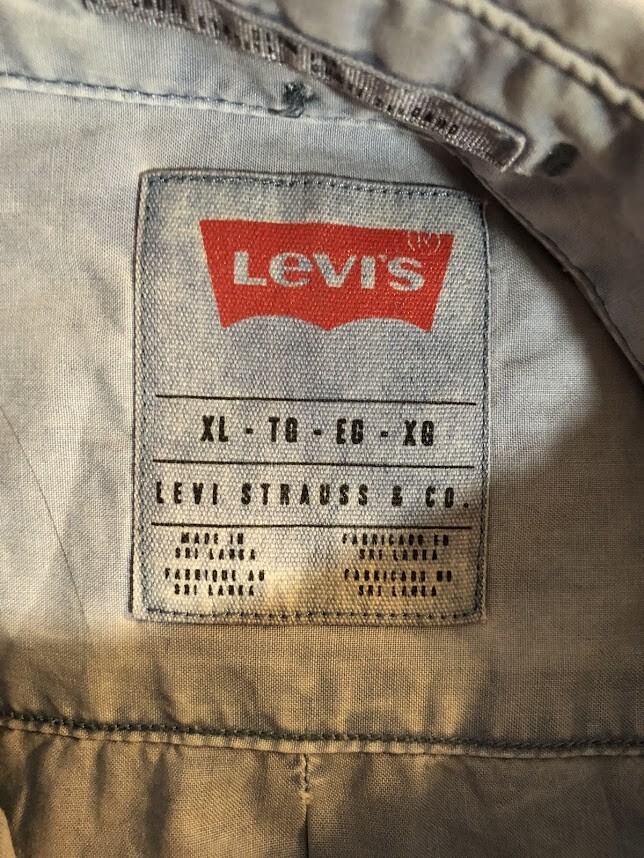 LEVI'S
(R)
XL - TG - EG - XG
LEVI STRAUSS & CO.
MADE IN
SRI LANKA
FABRIQUE AU
SRI LANKA
FABRICADO EN
SRI LANKA
FABRICADO NO
SRI LANKA